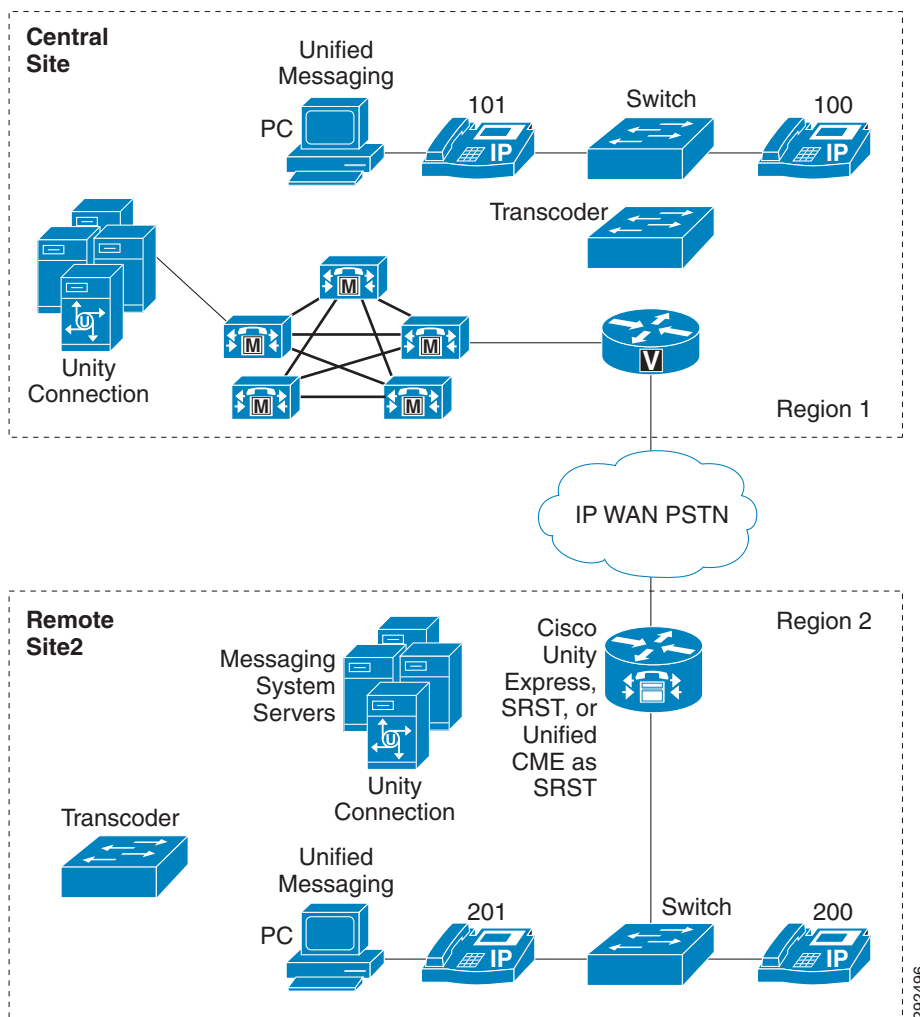 Central
Site
Unified
Messaging
PC
101
Switch
100
IP
IP
Transcoder
U
Unity
Connection
M
M
M
M
M
V
Region 1
IP WAN PSTN
Remote
Site2
Region 2
Messaging
System
Servers
U
Unity
Connection
Cisco
Unity
Express,
SRST, or
Unified
CME as
SRST
Transcoder
Unified
Messaging
PC
201
Switch
200
IP
IP
292496